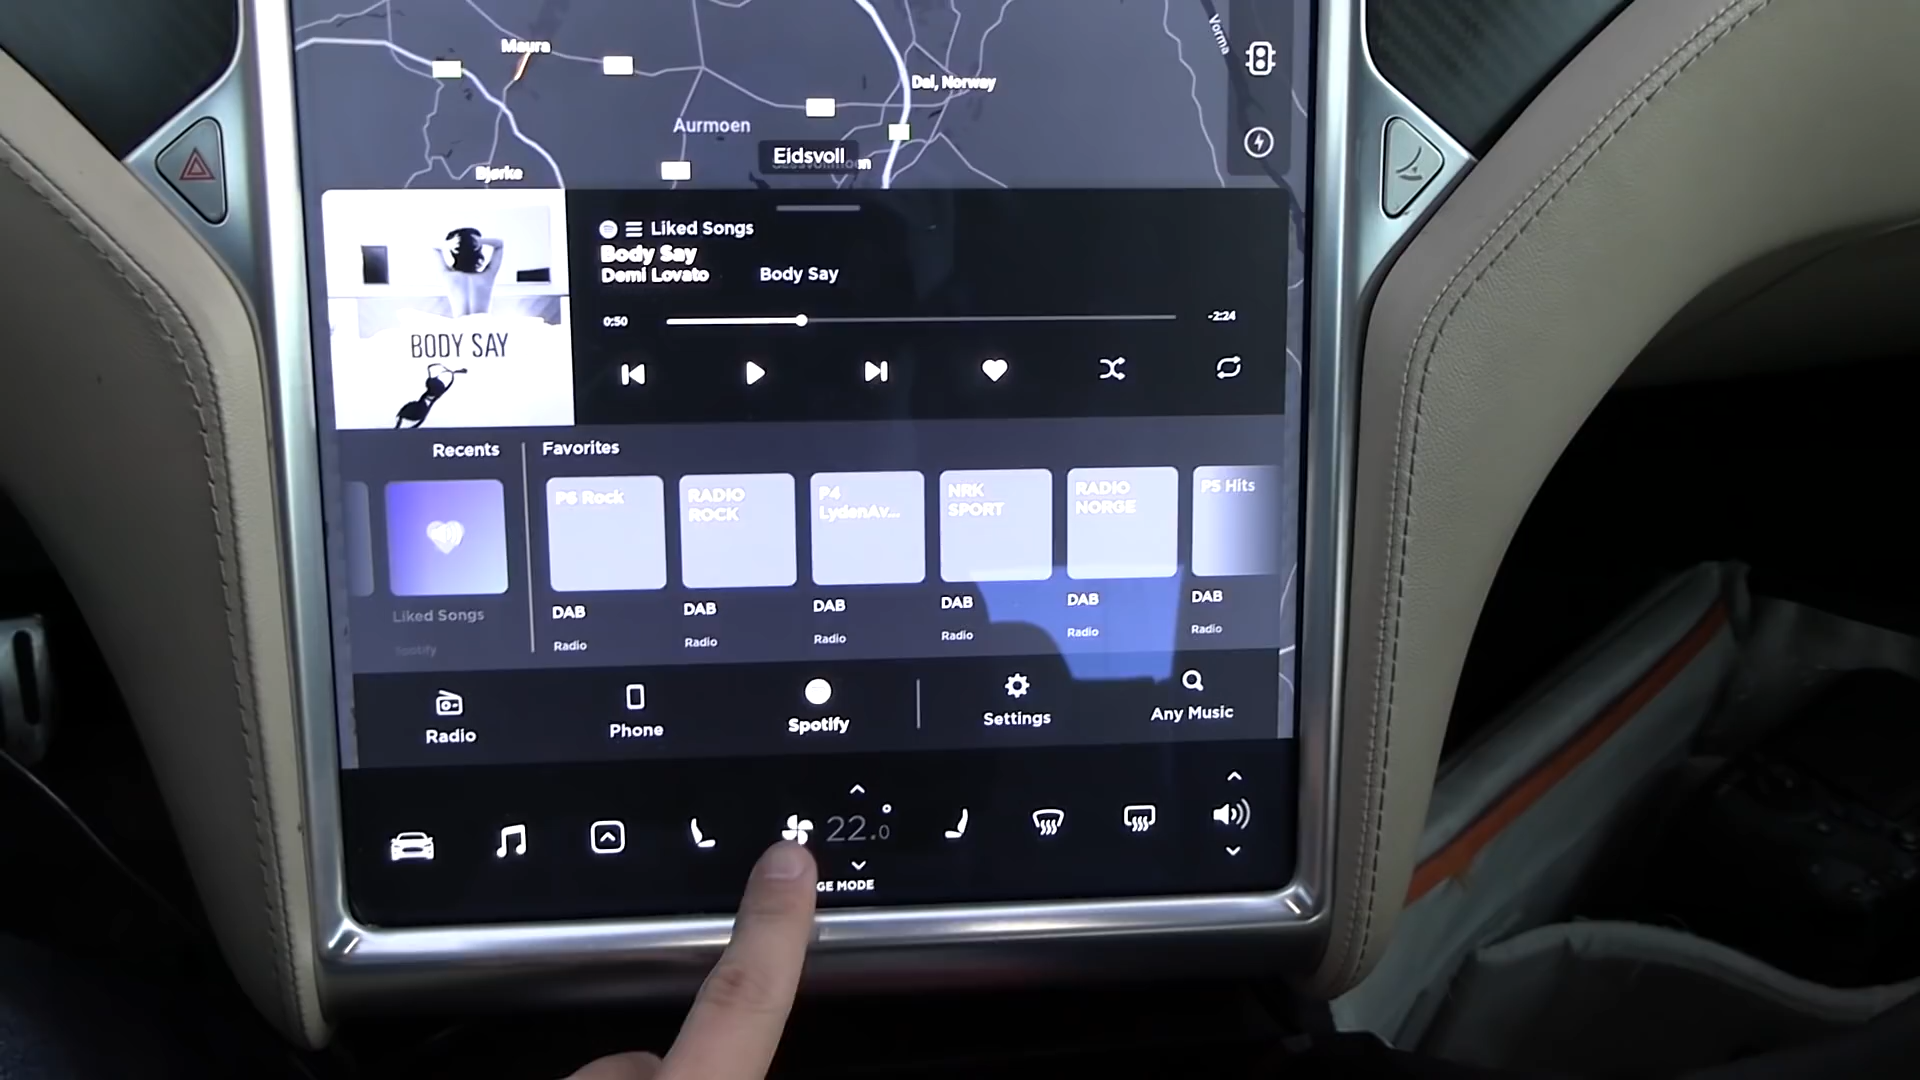 Vorma
Maura
Dal, Norway
Aurmoen
Eidsvoll
Bjørke
Liked Songs
Body Say
Demi Lovato
Body Say
0:50
-2:24
BODY SAY
Recents
Favorites
P6 Rock
RADIO
ROCK
P4
LydenAv...
NRK
SPORT
RADIO
NORGE
P5 Hits
Liked Songs
Spotify
DAB
Radio
DAB
Radio
DAB
Radio
DAB
Radio
DAB
Radio
DAB
Radio
Radio
Phone
Spotify
Settings
Any Music
22.0°
GE MODE